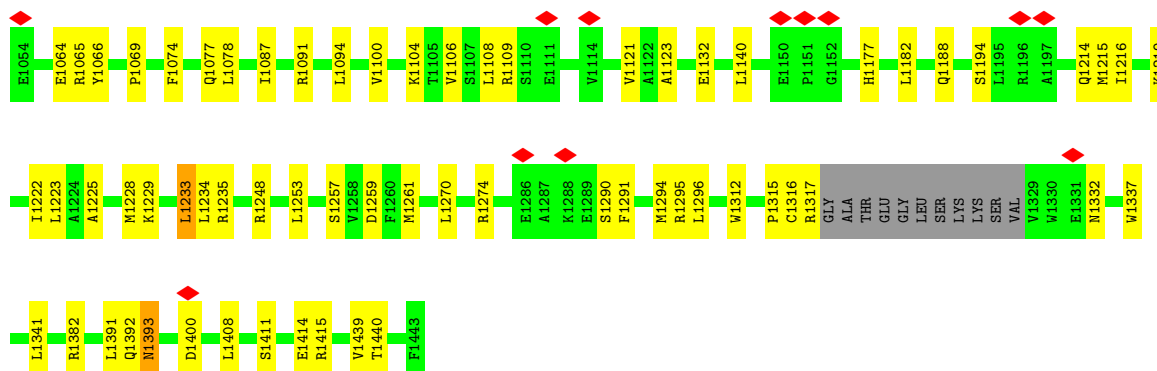 E1054 E1064 R1065 Y1066 P1069 F1074 Q1077 L1078 I1087 R1091 L1094 V1100 K1104 T1105 V1106 S1107 L1108 R1109 S1110 E1111 V1114 V1121 A1122 A1123 E1132 L1140 E1150 P1151 G1152 H1177 L1182 Q1188 S1194 L1195 R1196 A1197 Q1214 M1215 I1216
I1222 L1223 A1224 A1225 M1228 K1229 L1233 L1234 R1235 R1248 L1253 S1257 V1258 D1259 F1260 M1261 L1270 R1274 E1286 A1287 K1288 E1289 S1290 F1291 M1294 R1295 L1296 W1312 P1315 C1316 R1317 GLY ALA THR GLU GLY LEU SER LYS LYS SER VAL V1329 W1330 E1331 N1332 W1337
L1341 R1382 L1391 Q1392 N1393 D1400 L1408 S1411 E1414 R1415 V1439 T1440 F1443